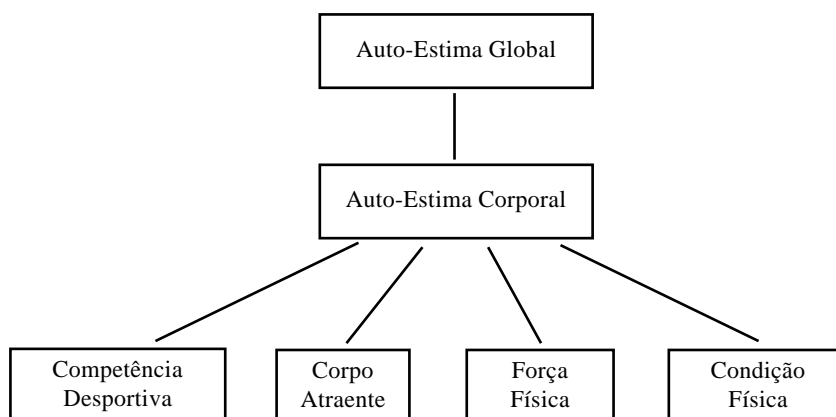 Auto-Estima Global
Auto-Estima Corporal
Competência
Desportiva
Corpo
Atraente
Força
Física
Condição
Física